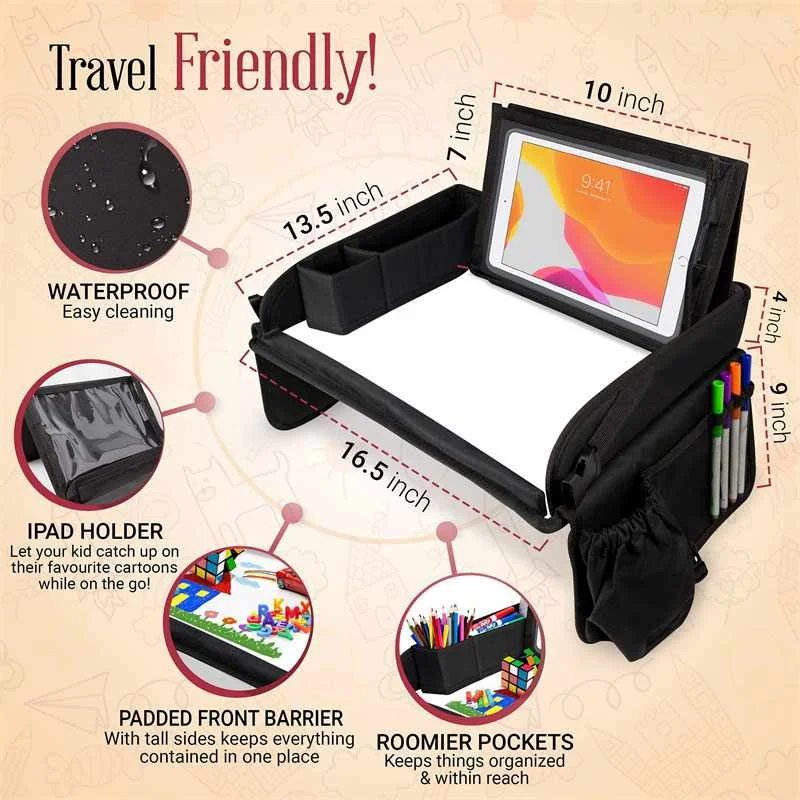 Travel Friendly!
10 inch
7 inch
13.5 inch
4 inch
9 inch
16.5 inch
9:41
WATERPROOF
Easy cleaning
IPAD HOLDER
Let your kid catch up on
their favourite cartoons
while on the go!
PADDED FRONT BARRIER
With tall sides keeps everything
contained in one place
ROOMIER POCKETS
Keeps things organized
& within reach